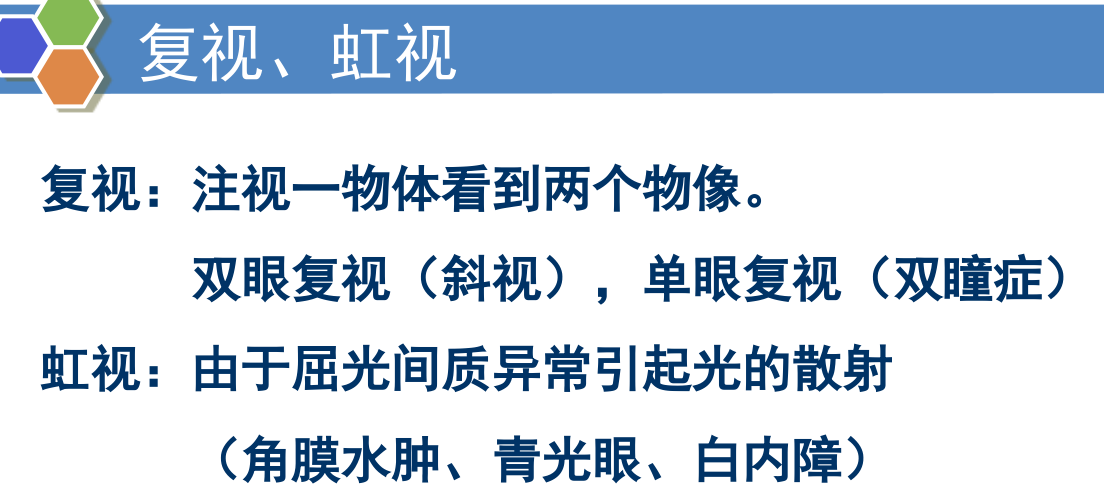 复视、虹视
复视：注视一物体看到两个物像。
双眼复视（斜视），单眼复视（双瞳症）
虹视：由于屈光间质异常引起光的散射
（角膜水肿、青光眼、白内障）